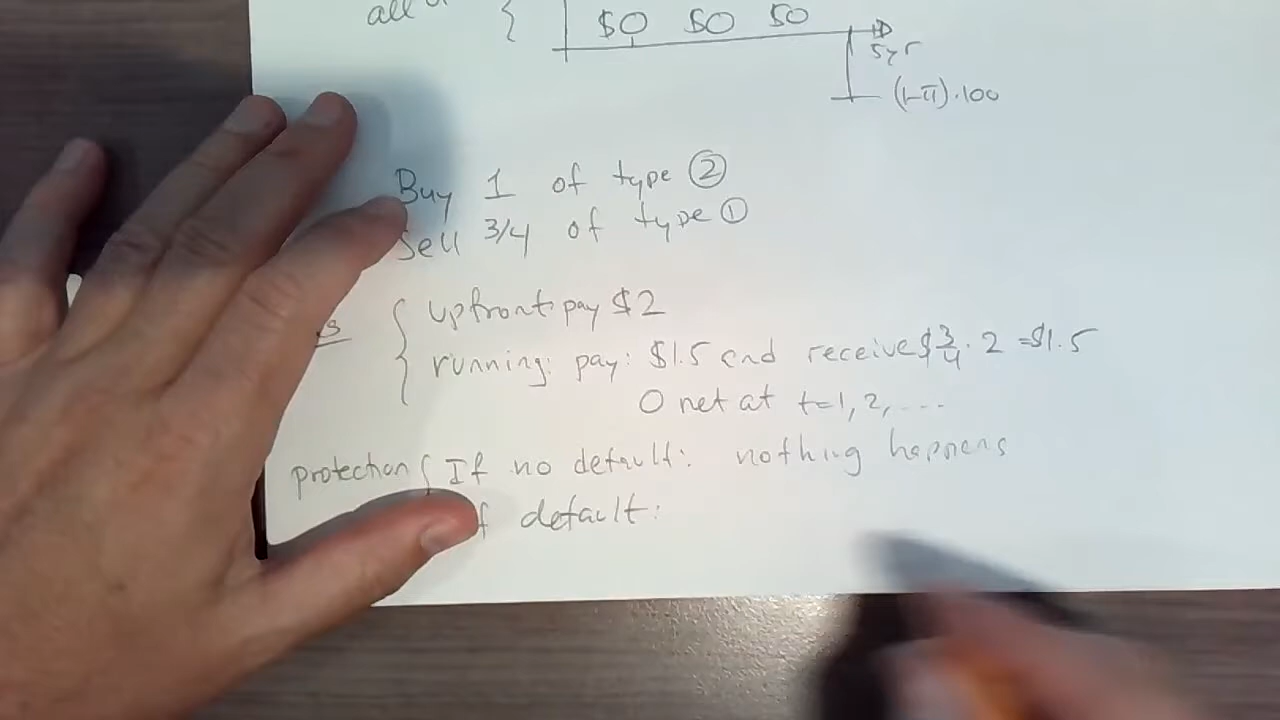 all
$0 $0 $0
5yr
(1-π)·100
Buy 1 of type ②
Sell 3/4 of type ①
upfront: pay $2
running: pay: $1.5 and receive $3/4 · 2 = $1.5
0 net at t=1, 2, ....
protection { If no default: nothing happens
If default: